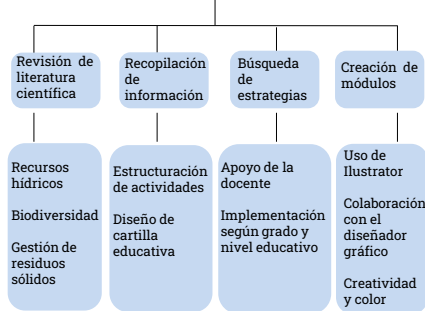 Revisión de
literatura
científica
Recopilación
de
información
Búsqueda
de
estrategias
Creación de
módulos
Recursos
hídricos
Biodiversidad
Gestión de
residuos
sólidos
Estructuración
de actividades
Diseño de
cartilla
educativa
Apoyo de la
docente
Implementación
según grado y
nivel educativo
Uso de
Ilustrator
Colaboración
con el
diseñador
gráfico
Creatividad
y color